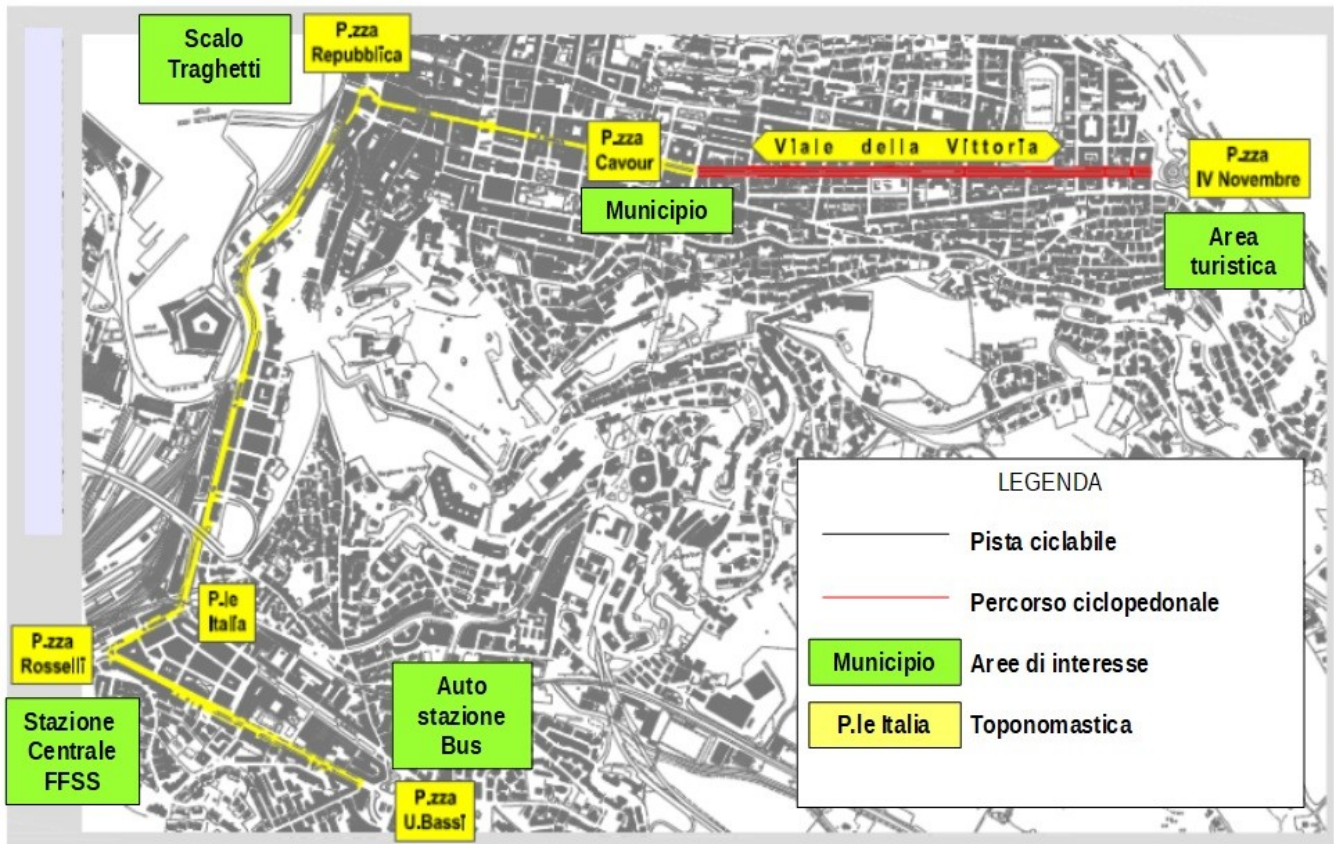 Scalo
Traghetti
P.zza
Repubblica
P.zza
Cavour
Viale della Vittoria
P.zza
IV Novembre
Municipio
Area
turistica
LEGENDA
Pista ciclabile
Percorso ciclopedonale
Municipio Aree di interesse
P.le Italia Toponomastica
P.le
Italia
P.zza
Rosselli
Stazione
Centrale
FFSS
Auto
stazione
Bus
P.zza
U.Bassi